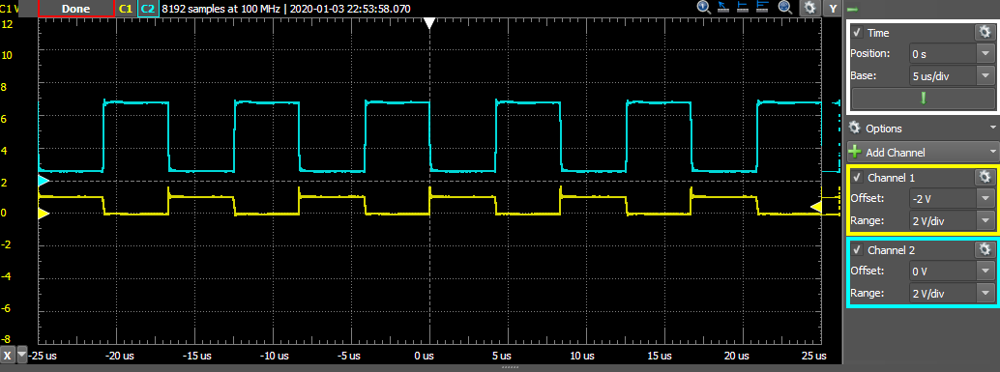 C1 V
Done
C1
C2
8192 samples at 100 MHz | 2020-01-03 22:53:58.070
Y
12
10
8
6
4
2
0
-2
-4
-6
-8
X
-25 us
-20 us
-15 us
-10 us
-5 us
0 us
5 us
10 us
15 us
20 us
25 us
Time
Position:
0 s
Base:
5 us/div
Options
Add Channel
Channel 1
Offset:
-2 V
Range:
2 V/div
Channel 2
Offset:
0 V
Range:
2 V/div